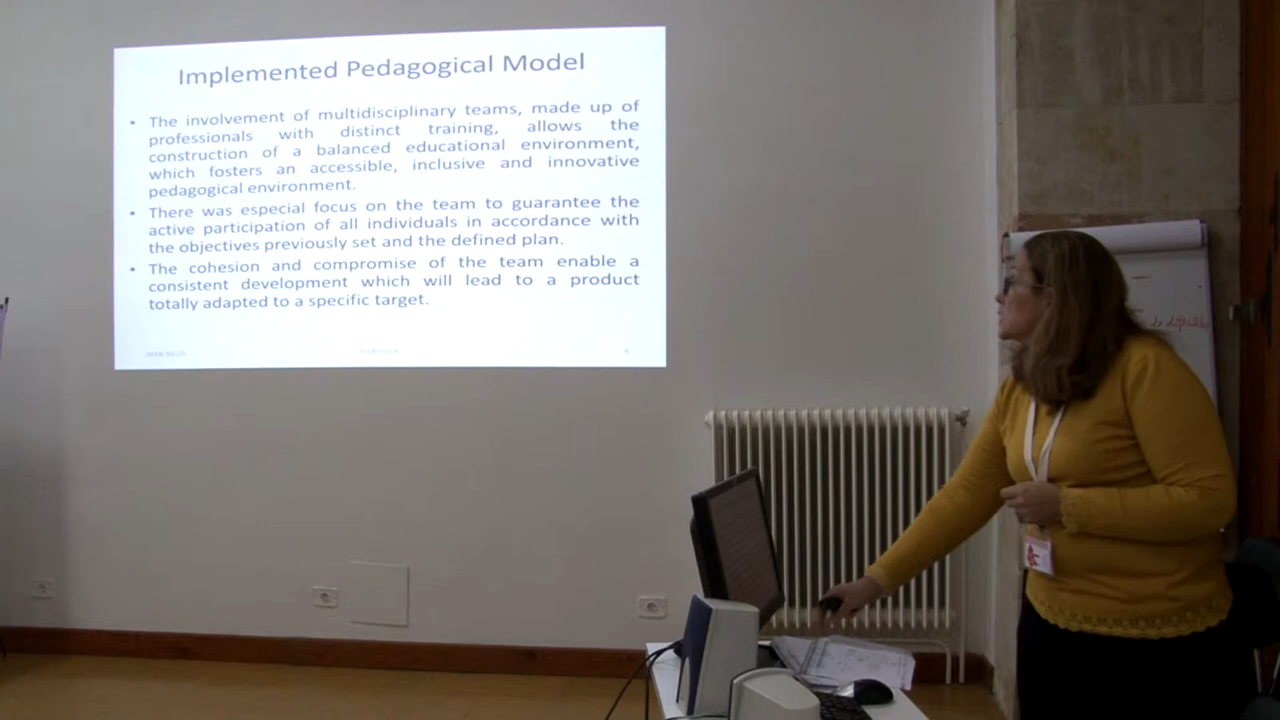 Implemented Pedagogical Model
• The involvement of multidisciplinary teams, made up of
professionals with distinct training, allows the
construction of a balanced educational environment,
which fosters an accessible, inclusive and innovative
pedagogical environment.
• There was especial focus on the team to guarantee the
active participation of all individuals in accordance with
the objectives previously set and the defined plan.
• The cohesion and compromise of the team enable a
consistent development which will lead to a product
totally adapted to a specific target.